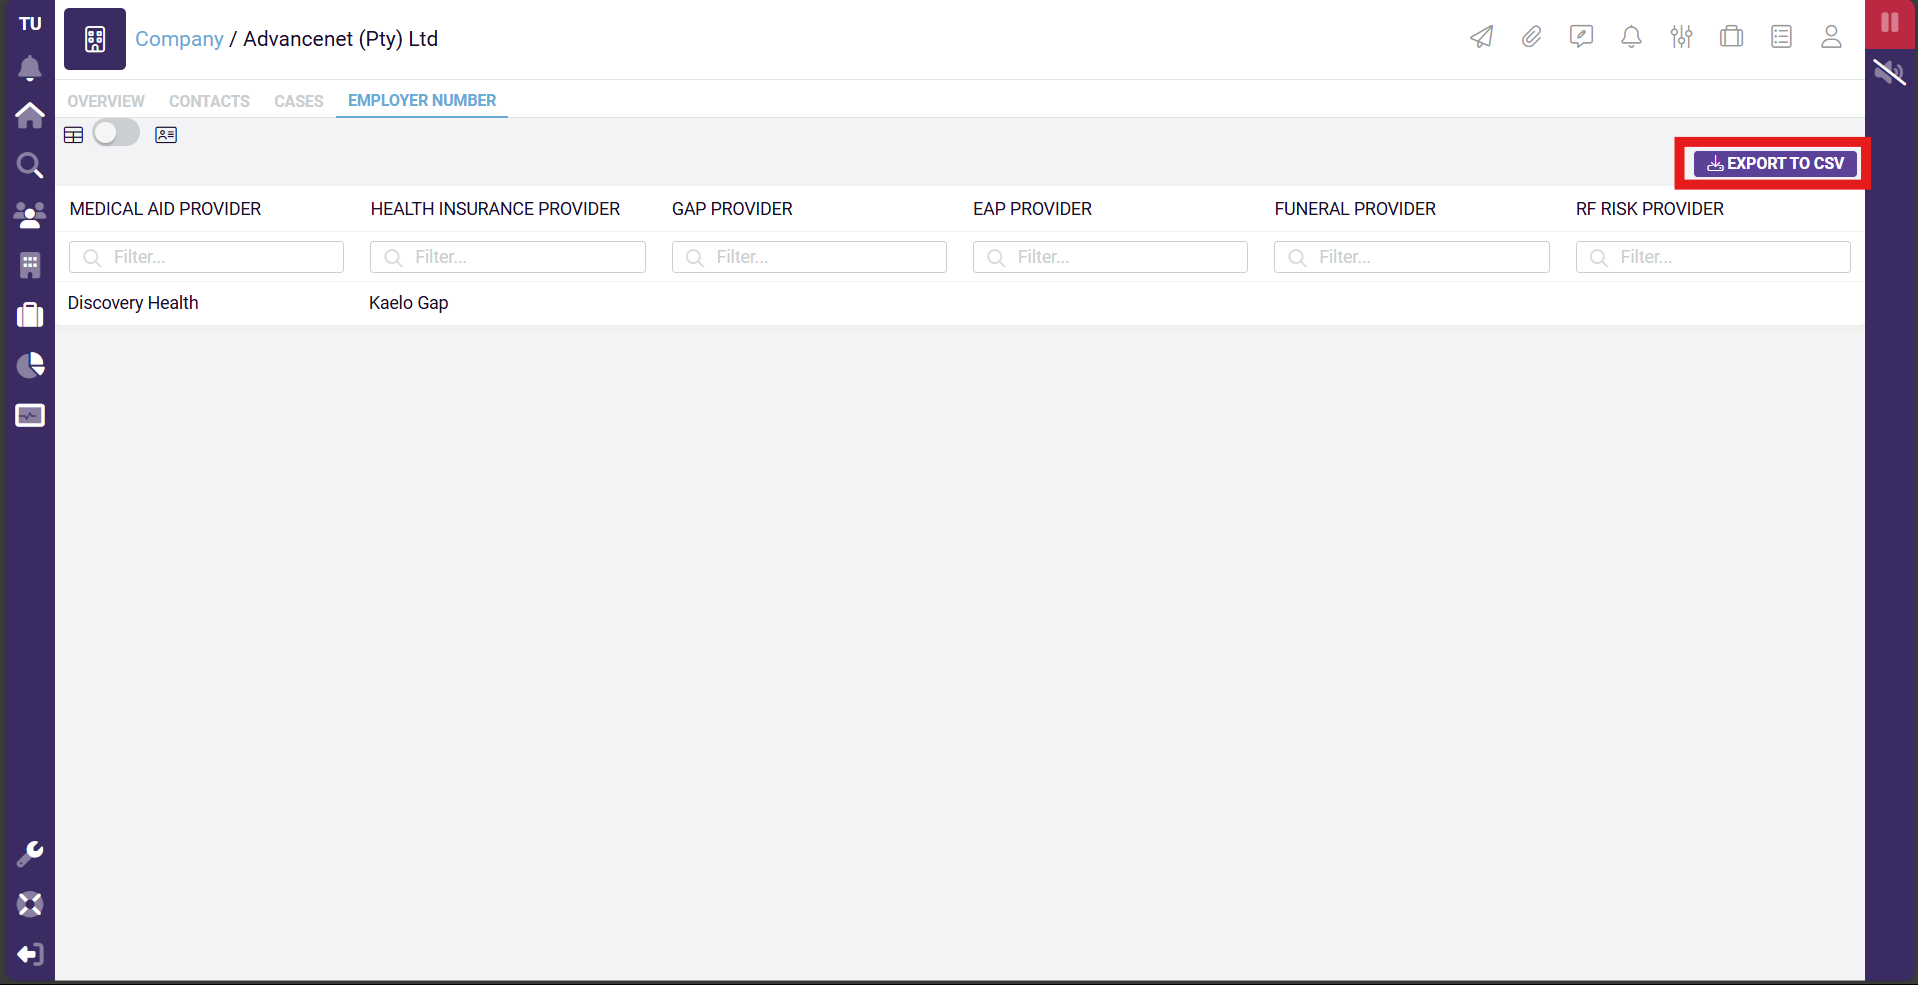 TU
Company / Advancenet (Pty) Ltd
OVERVIEW CONTACTS CASES EMPLOYER NUMBER
EXPORT TO CSV
MEDICAL AID PROVIDER HEALTH INSURANCE PROVIDER GAP PROVIDER EAP PROVIDER FUNERAL PROVIDER RF RISK PROVIDER
Filter... Filter... Filter... Filter... Filter... Filter...
Discovery Health Kaelo Gap